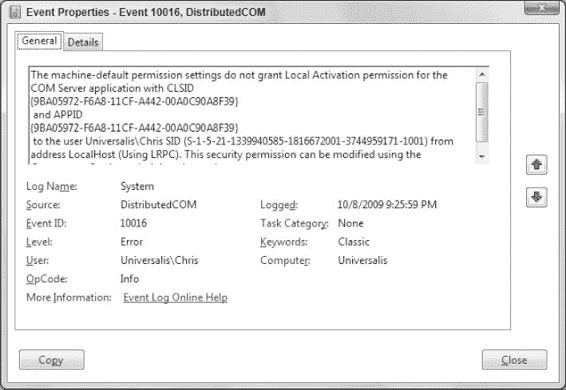 Event Properties - Event 10016, DistributedCOM
General
Details
The machine-default permission settings do not grant Local Activation permission for the
COM Server application with CLSID
{9BA05972-F6A8-11CF-A442-00A0C90A8F39}
and APPID
{9BA05972-F6A8-11CF-A442-00A0C90A8F39}
to the user Universalis\Chris SID (S-1-5-21-1339940585-1816672001-3744959171-1001) from
address LocalHost (Using LRPC). This security permission can be modified using the
Log Name: System
Source: DistributedCOM Logged: 10/8/2009 9:25:59 PM
Event ID: 10016 Task Category: None
Level: Error Keywords: Classic
User: Universalis\Chris Computer: Universalis
OpCode: Info
More Information: Event Log Online Help
Copy
Close